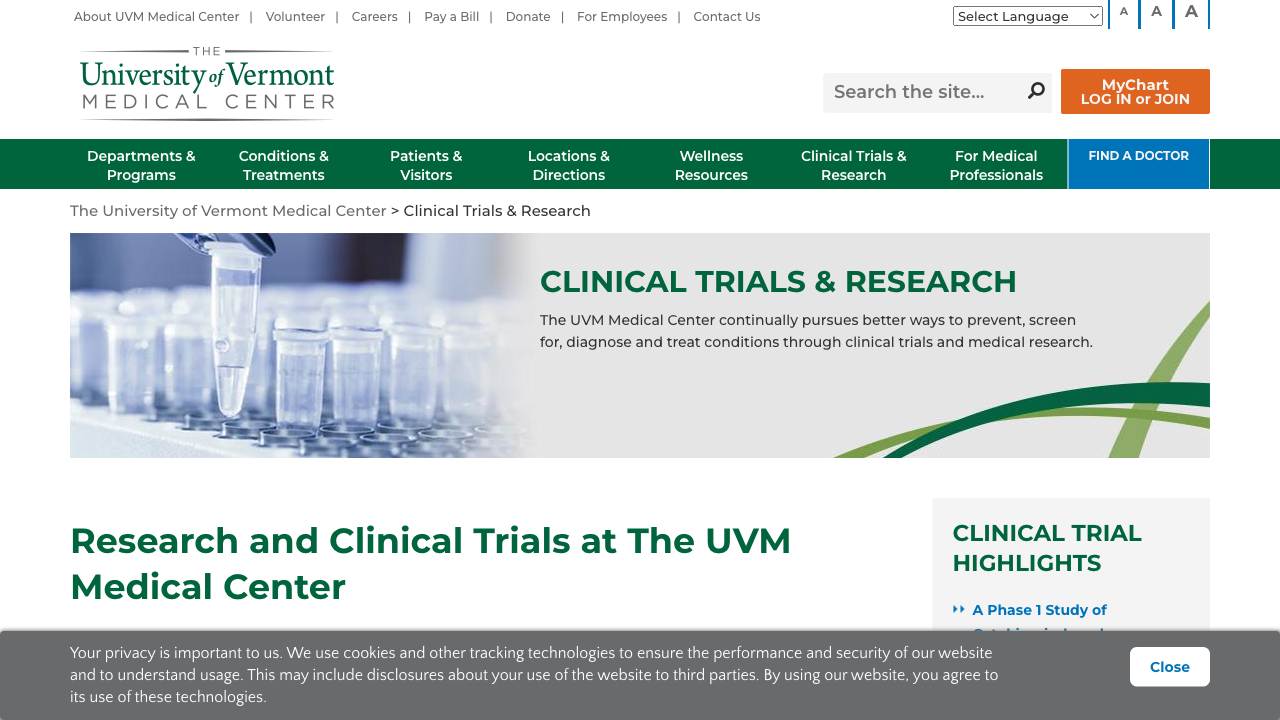 About UVM Medical Center | Volunteer | Careers | Pay a Bill | Donate | For Employees | Contact Us
Select Language
A A A
THE
University of Vermont
MEDICAL CENTER
Search the site...
MyChart
LOG IN or JOIN
Departments &
Programs
Conditions &
Treatments
Patients &
Visitors
Locations &
Directions
Wellness
Resources
Clinical Trials &
Research
For Medical
Professionals
FIND A DOCTOR
The University of Vermont Medical Center > Clinical Trials & Research
CLINICAL TRIALS & RESEARCH
The UVM Medical Center continually pursues better ways to prevent, screen
for, diagnose and treat conditions through clinical trials and medical research.
Research and Clinical Trials at The UVM
Medical Center
CLINICAL TRIAL
HIGHLIGHTS
A Phase 1 Study of
Your privacy is important to us. We use cookies and other tracking technologies to ensure the performance and security of our website
and to understand usage. This may include disclosures about your use of the website to third parties. By using our website, you agree to
its use of these technologies.
Close